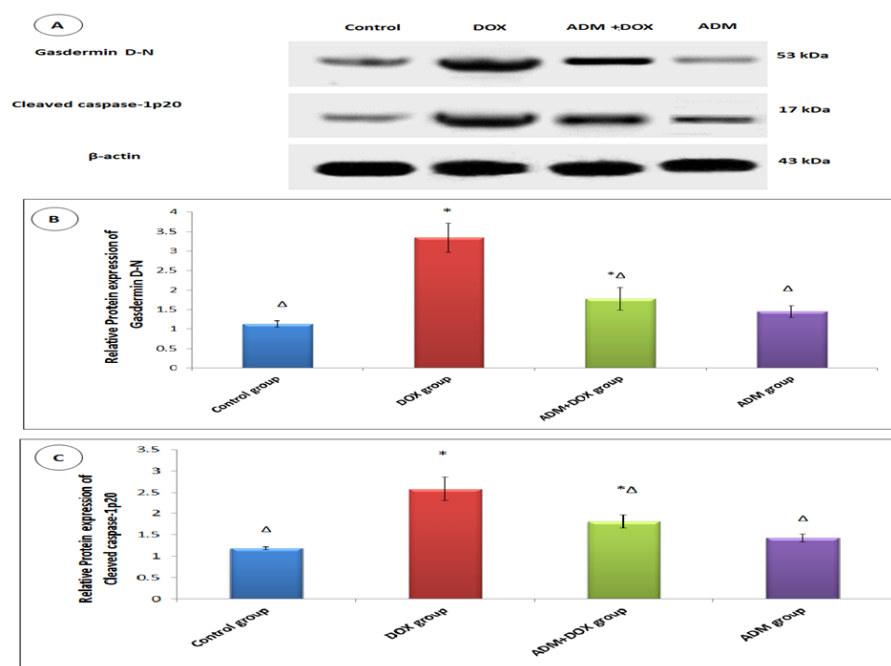 A
Control DOX ADM +DOX ADM
Gasdermin D-N 53 kDa
Cleaved caspase-1p20 17 kDa
β-actin 43 kDa
B
Relative Protein expression of
Gasdermin D-N
4
3.5
3
2.5
2
1.5
1
0.5
0
Δ
*
*Δ
Δ
Control group
DOX group
ADM+DOX group
ADM group
C
Relative Protein expression of
Cleaved caspase-1p20
3.5
3
2.5
2
1.5
1
0.5
0
Δ
*
*Δ
Δ
Control group
DOX group
ADM+DOX group
ADM group